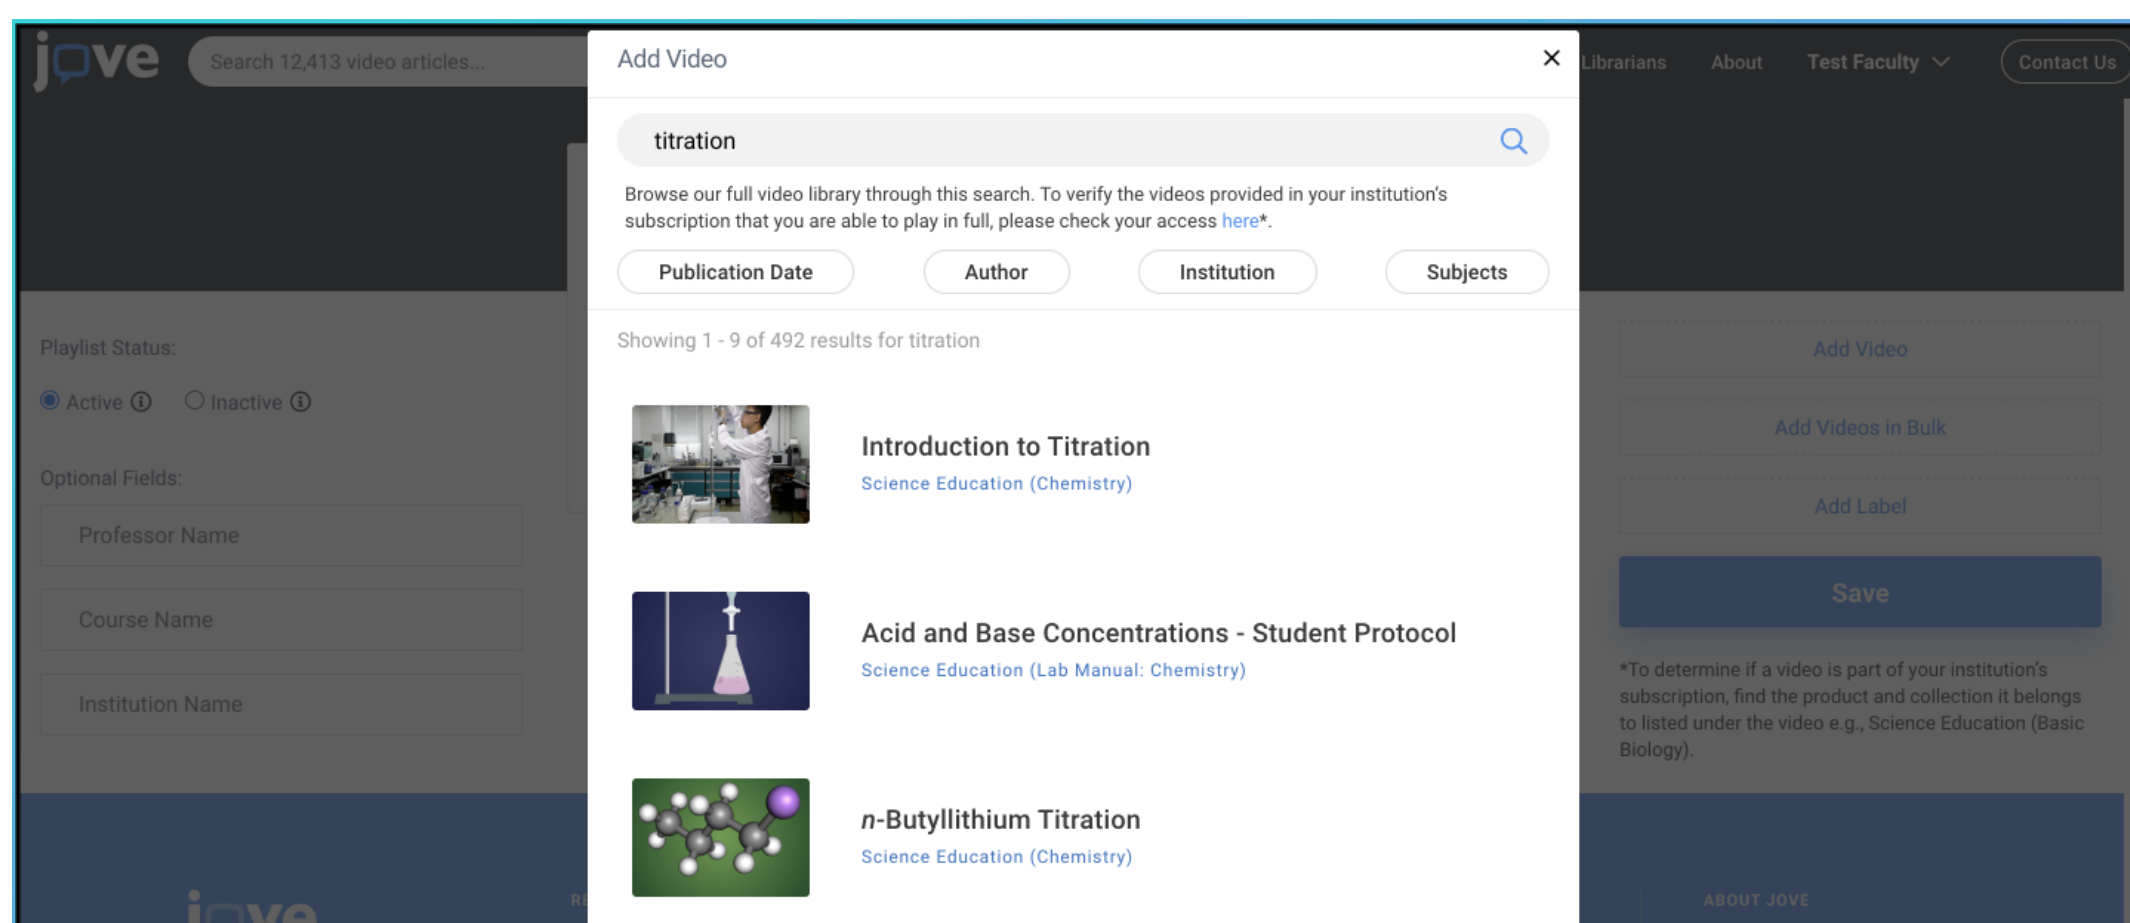 jove
Search 12,413 video articles...
Librarians
About
Test Faculty
Contact Us
Add Video
titration
Browse our full video library through this search. To verify the videos provided in your institution's
subscription that you are able to play in full, please check your access here*.
Publication Date
Author
Institution
Subjects
Showing 1 - 9 of 492 results for titration
Introduction to Titration
Science Education (Chemistry)
Acid and Base Concentrations - Student Protocol
Science Education (Lab Manual: Chemistry)
n-Butyllithium Titration
Science Education (Chemistry)
Playlist Status:
Active
Inactive
Optional Fields:
Professor Name
Course Name
Institution Name
Add Video
Add Videos in Bulk
Add Label
Save
*To determine if a video is part of your institution's
subscription, find the product and collection it belongs
to listed under the video e.g., Science Education (Basic
Biology).
jove
ABOUT JOVE